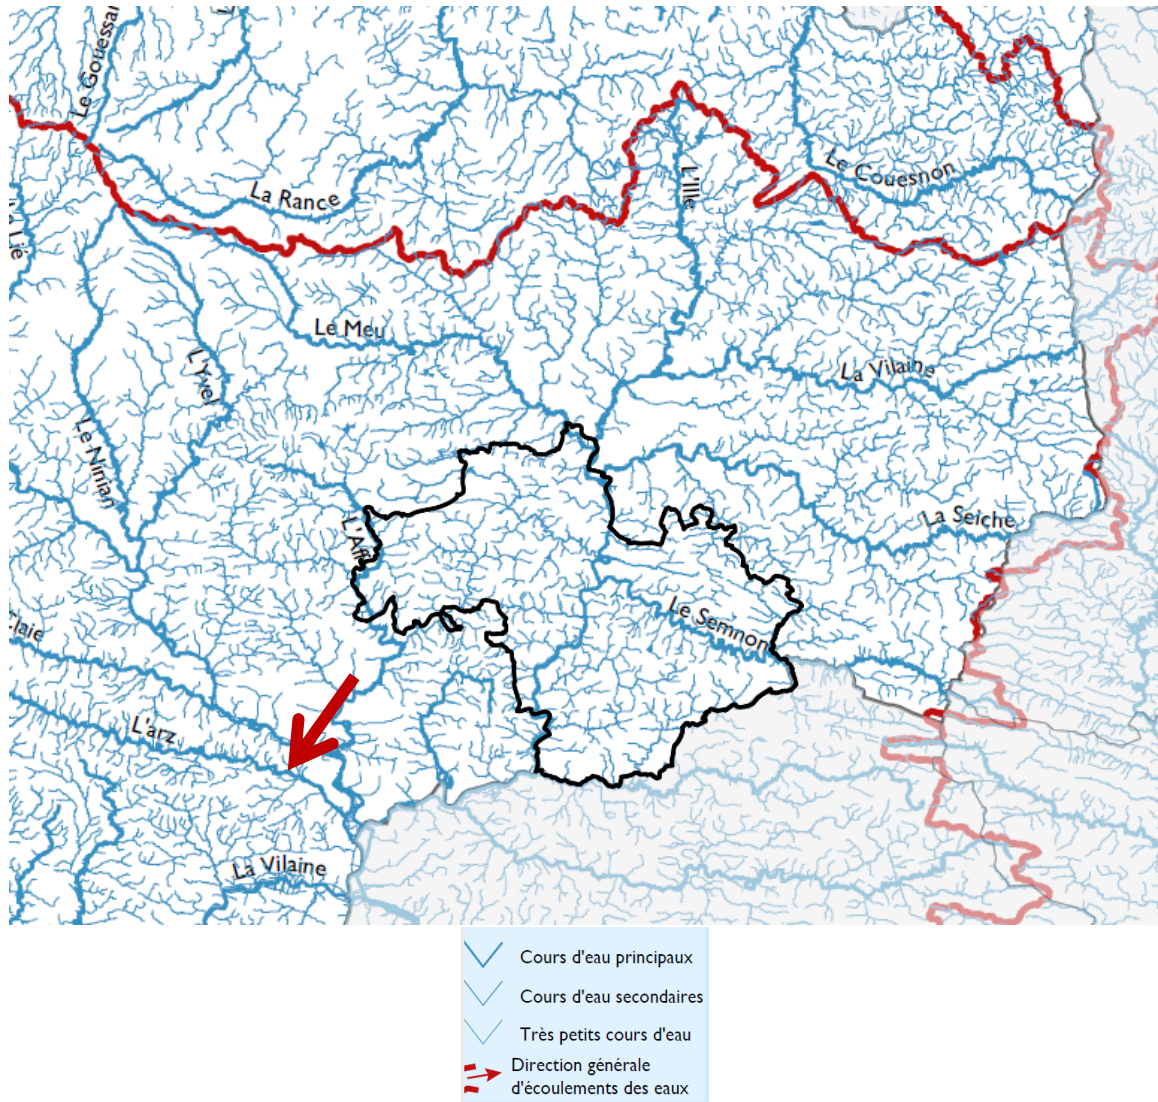 Le Gouessan
La Rance
L'Ille
Le Couesnon
Le Meu
La Vilaine
L'Yvel
Le Ninian
La Seiche
L'Aff
Le Semnon
L'arz
La Vilaine
Cours d'eau principaux
Cours d'eau secondaires
Très petits cours d'eau
Direction générale
d'écoulements des eaux